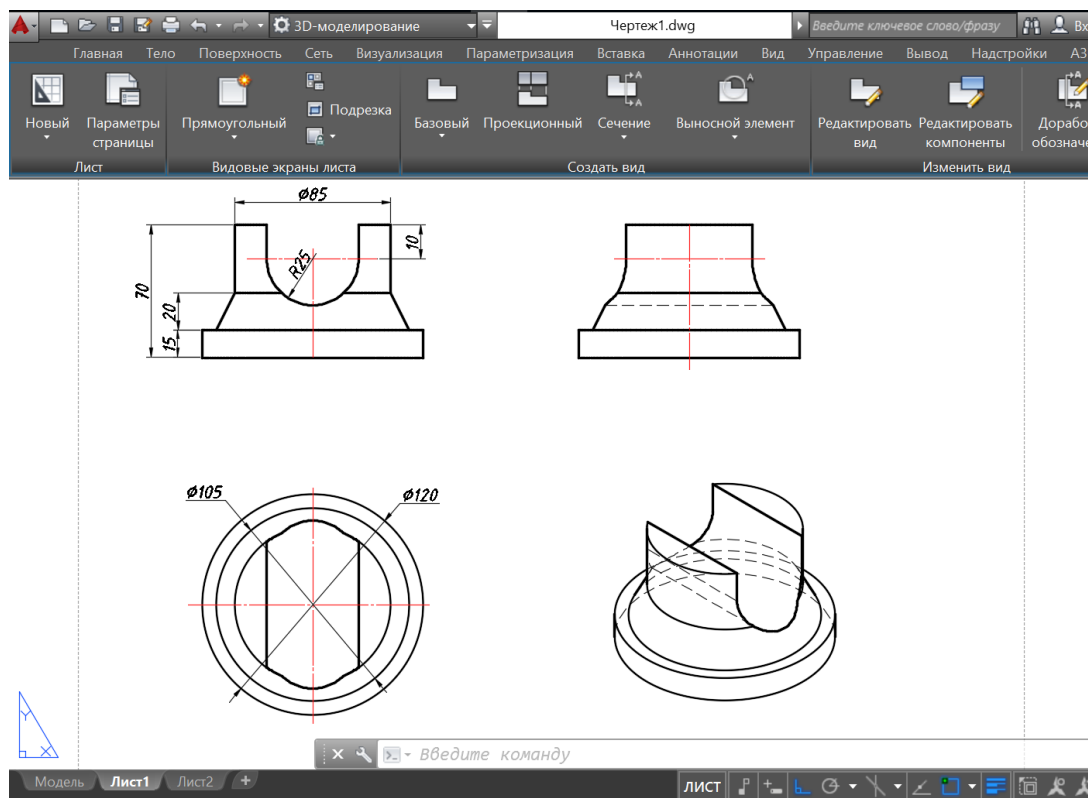 3D-моделирование Чертеж1.dwg Введите ключевое слово/фразу
Главная Тело Поверхность Сеть Визуализация Параметризация Вставка Аннотации Вид Управление Вывод Надстройки
Подрезка
Новый Параметры Прямоугольный Базовый Проекционный Сечение Выносной элемент Редактировать Редактировать
страницы вид компоненты
Лист Видовые экраны листа Создать вид Изменить вид
Ø85
10
R25
70
20
15
Ø105 Ø120
Y
X
Введите команду
Модель Лист1 Лист2 + ЛИСТ